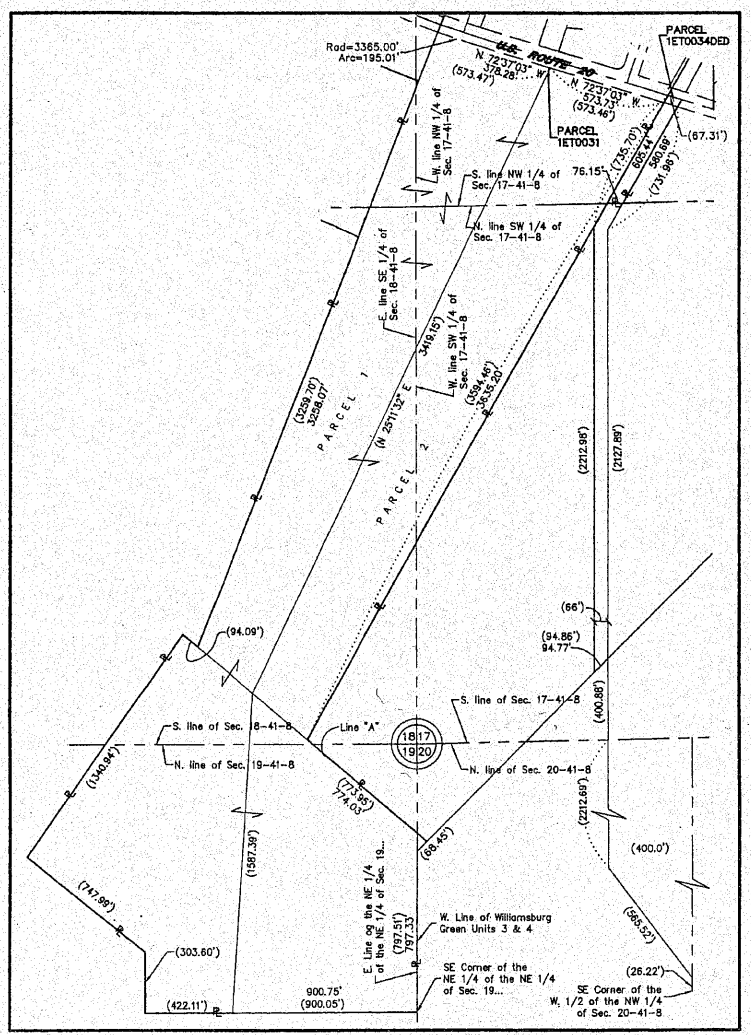 PARCEL
1ET0034DED
Rad=3365.00'
Arc=195.01'
U.S. ROUTE 20
N 72°37'03" W
378.28'
(573.47')
N 72°37'03" W
573.73'
(573.46')
PARCEL
1ET0031
(67.31')
(735.70')
605.44'
580.69'
(731.98')
76.15'
W. line NW 1/4 of
Sec. 17-41-8
S. line NW 1/4 of
Sec. 17-41-8
N. line SW 1/4 of
Sec. 17-41-8
E. line SE 1/4 of
Sec. 18-41-8
W. line SW 1/4 of
Sec. 17-41-8
3419.15')
(N 25°11'32" E
(3594.46')
3635.20'
(3259.70')
3258.07'
PARCEL 1
PARCEL 2
(2212.98')
(2127.89')
(66')
(94.86')
94.77'
(94.09')
(400.88')
S. line of Sec. 18-41-8
N. line of Sec. 19-41-8
Line "A"
18 17
19 20
S. line of Sec. 17-41-8
N. line of Sec. 20-41-8
(1340.94')
(773.95')
774.03'
(68.45')
(2212.69')
(1587.39')
(400.0')
(747.99')
(303.60')
E. Line og the NE 1/4
of the NE 1/4 of Sec. 19...
(797.51')
797.33'
W. Line of Williamsburg
Green Units 3 & 4
(565.52')
(26.22')
SE Corner of the
NE 1/4 of the NE 1/4
of Sec. 19...
SE Corner of the
W. 1/2 of the NW 1/4
of Sec. 20-41-8
(422.11')
900.75'
(900.05')